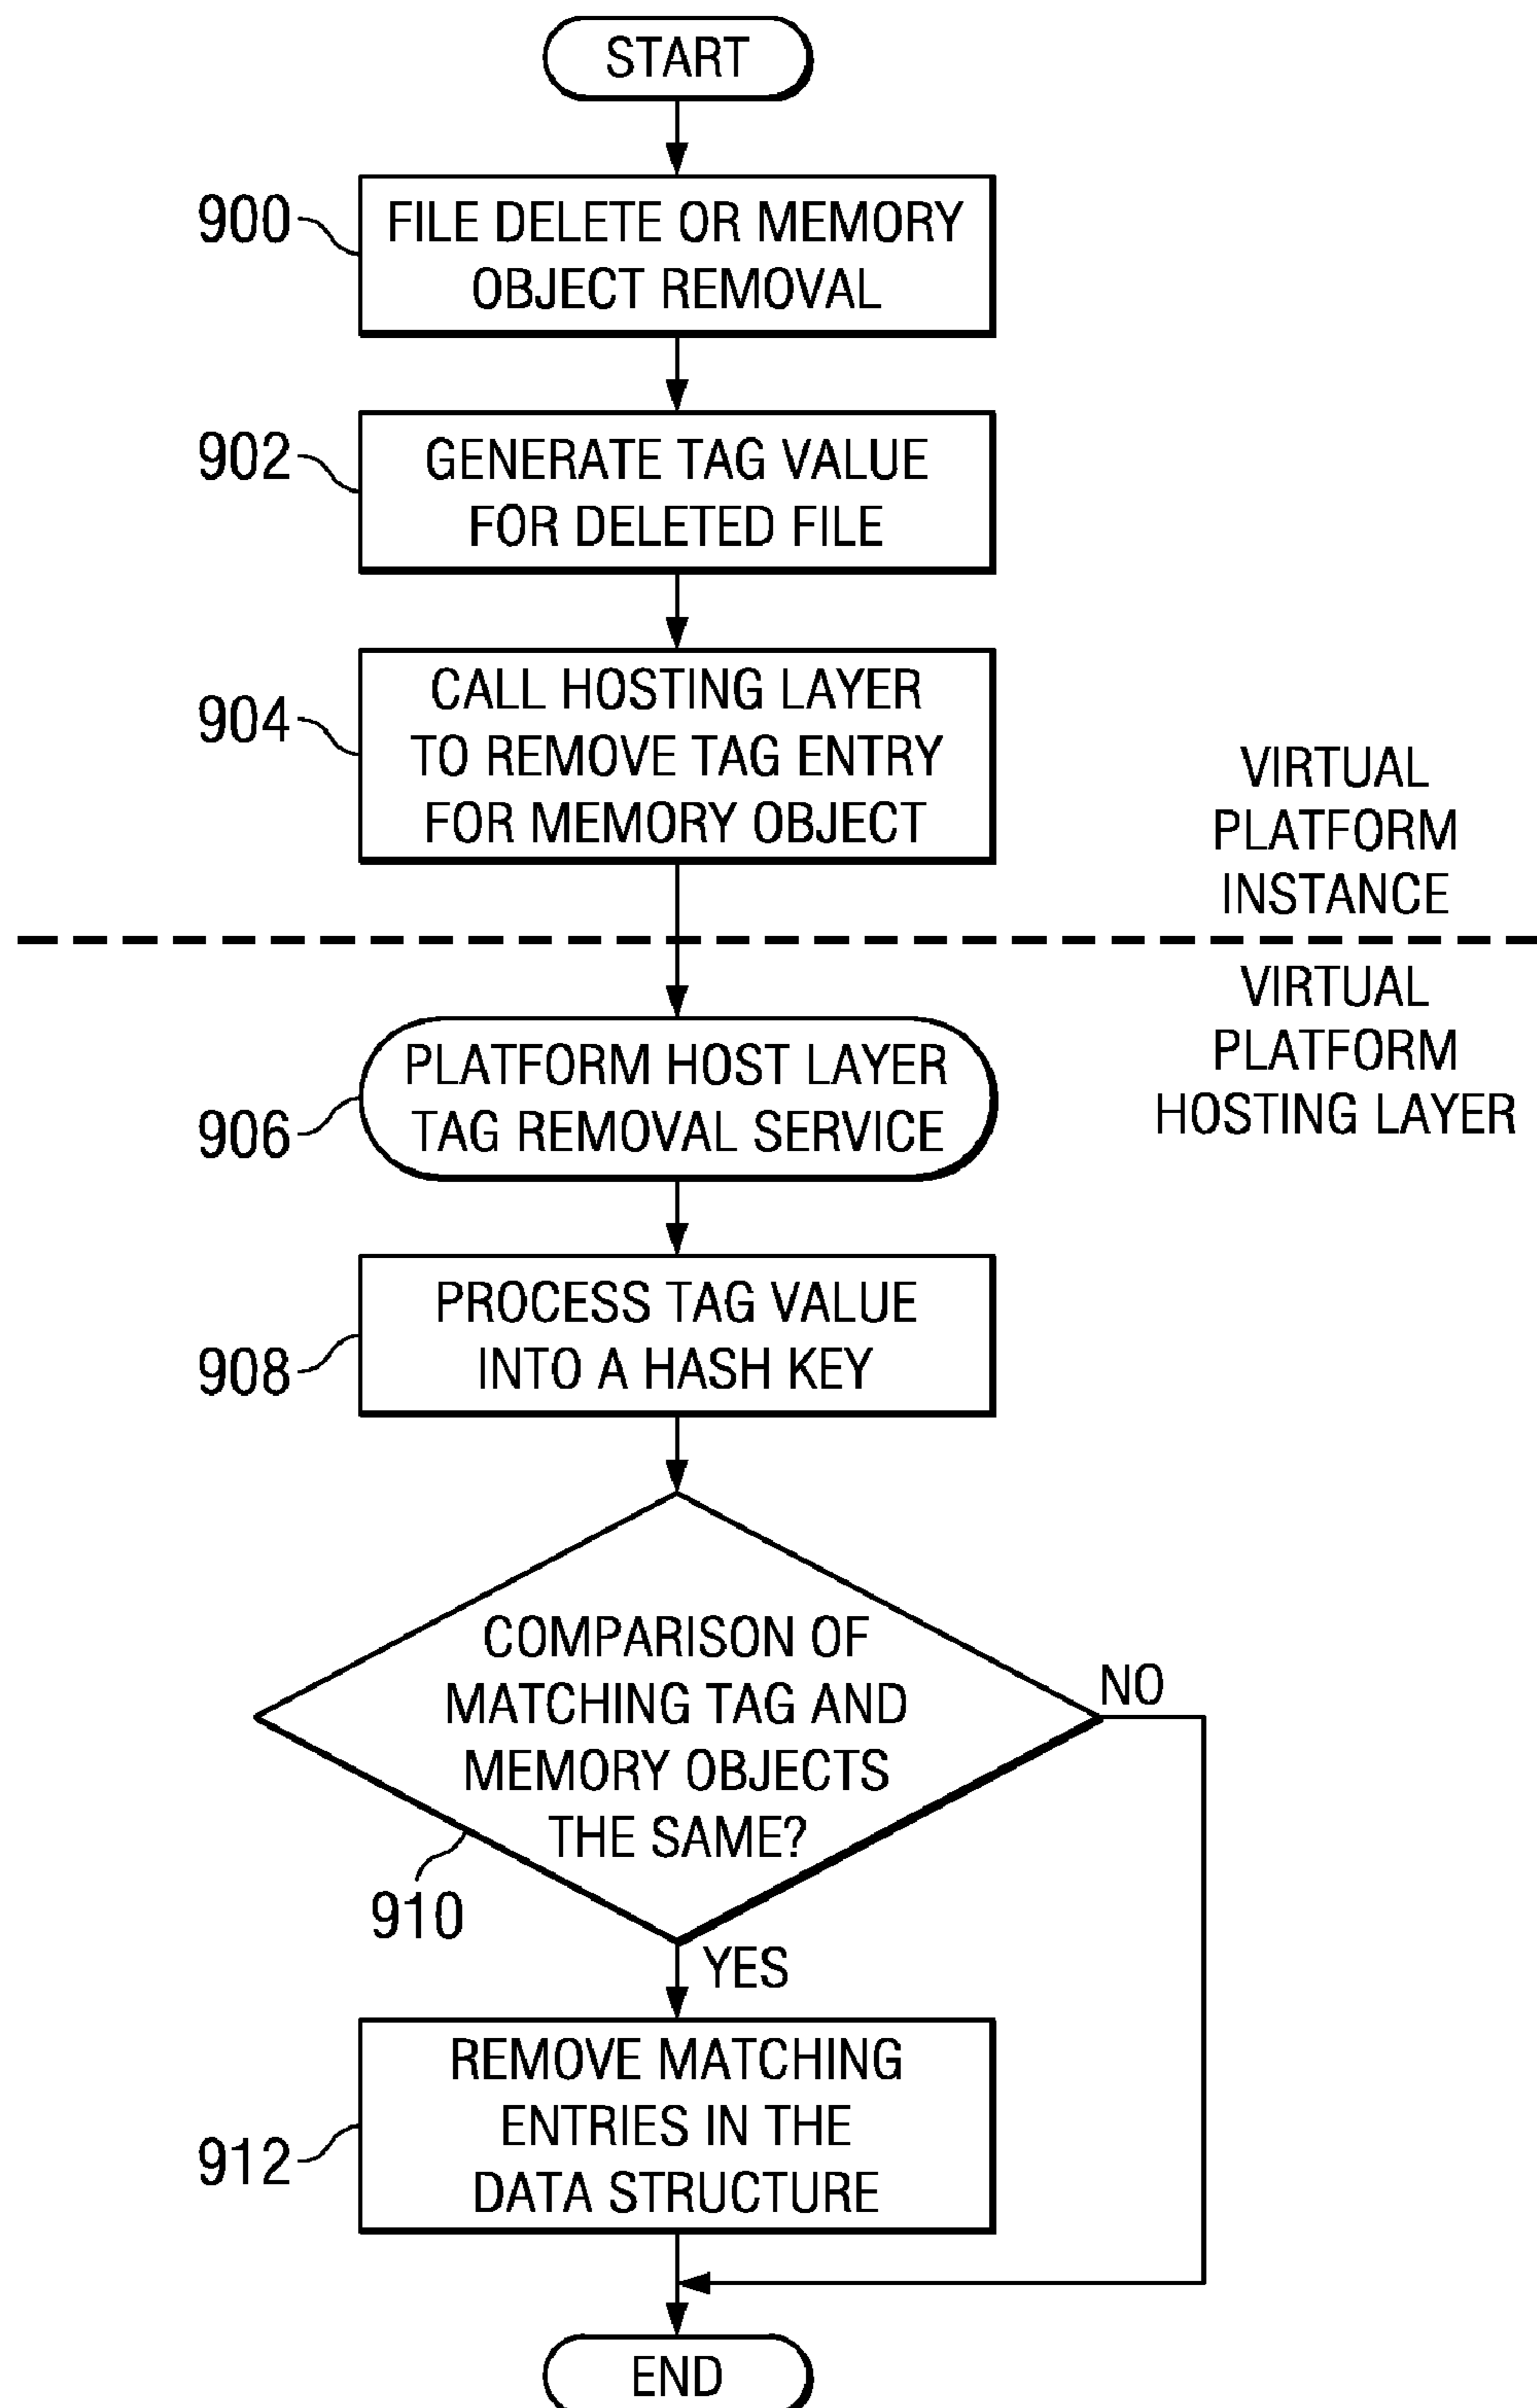 START
900
FILE DELETE OR MEMORY
OBJECT REMOVAL
902
GENERATE TAG VALUE
FOR DELETED FILE
904
CALL HOSTING LAYER
TO REMOVE TAG ENTRY
FOR MEMORY OBJECT
VIRTUAL
PLATFORM
INSTANCE
VIRTUAL
PLATFORM
HOSTING LAYER
906
PLATFORM HOST LAYER
TAG REMOVAL SERVICE
908
PROCESS TAG VALUE
INTO A HASH KEY
COMPARISON OF
MATCHING TAG AND
MEMORY OBJECTS
THE SAME?
NO
910
YES
912
REMOVE MATCHING
ENTRIES IN THE
DATA STRUCTURE
END